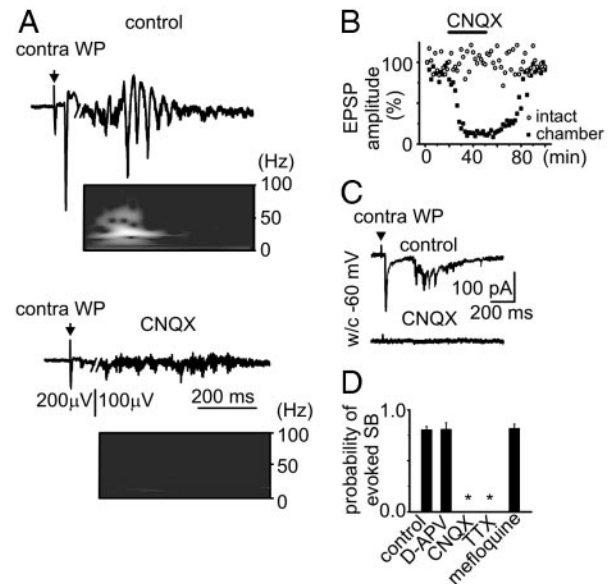 A
control
contra WP
(Hz)
100
50
0
contra WP
CNQX
200µV 100µV
200 ms
(Hz)
100
50
0
B
CNQX
EPSP
amplitude
(%)
100
0
0 40 80 (min)
intact
chamber
C
contra WP
control
w/c -60 mV
100 pA
200 ms
CNQX
D
probability of
evoked SB
1.0
0.0
* *
control
D-APV
CNQX
TTX
mefloquine